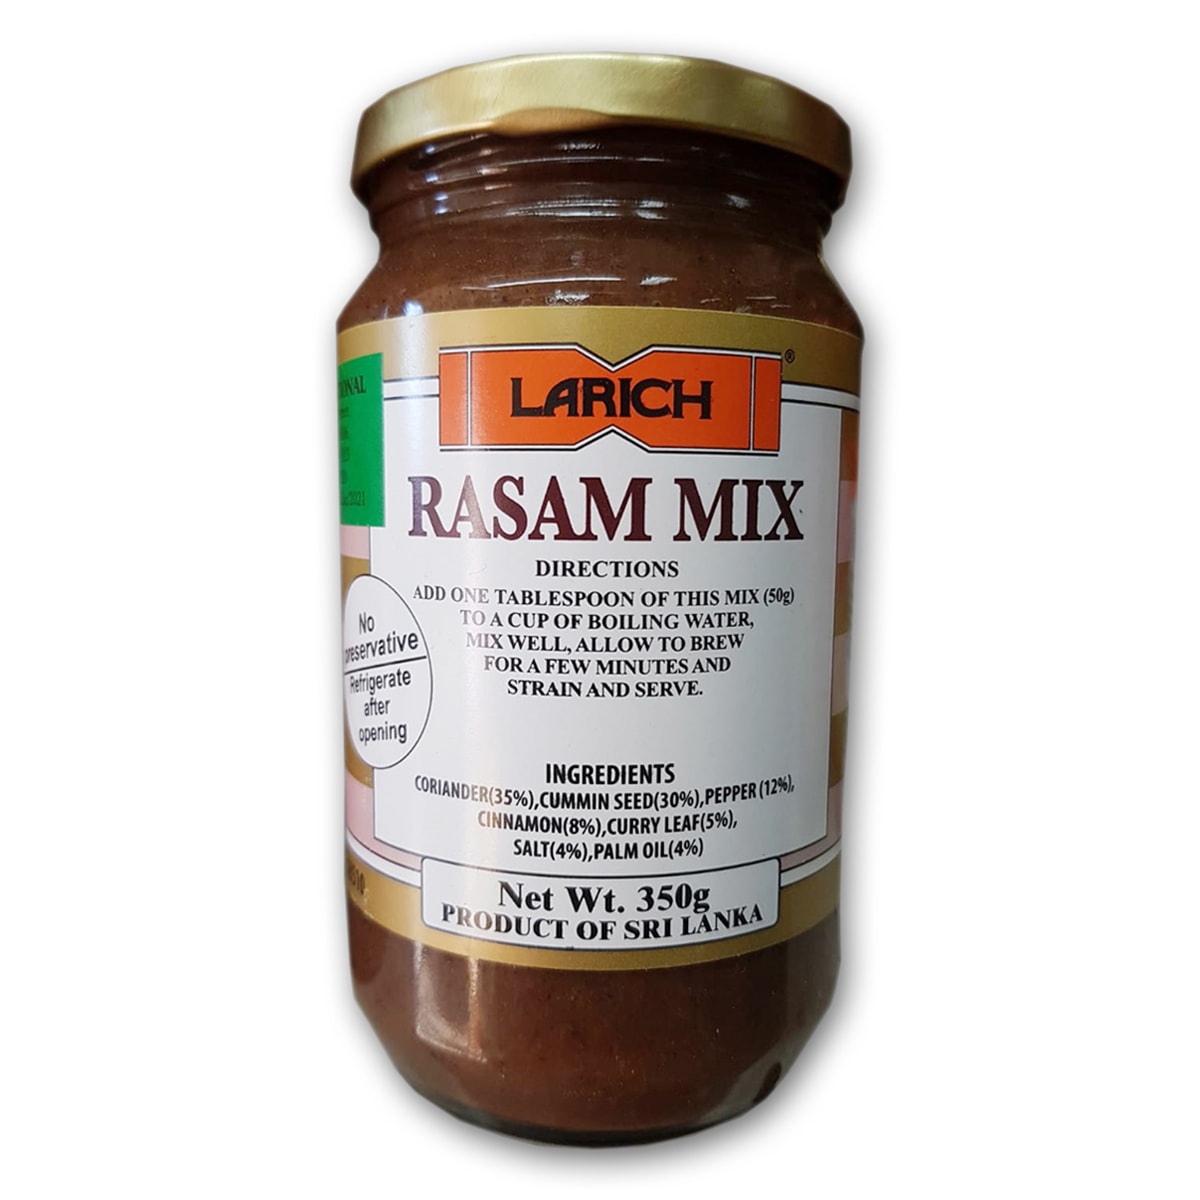 LARICH
®
RASAM MIX
DIRECTIONS
ADD ONE TABLESPOON OF THIS MIX (50g)
TO A CUP OF BOILING WATER,
MIX WELL, ALLOW TO BREW
FOR A FEW MINUTES AND
STRAIN AND SERVE.
No
preservative
Refrigerate
after
opening
INGREDIENTS
CORIANDER(35%),CUMMIN SEED(30%),PEPPER (12%),
CINNAMON(8%),CURRY LEAF(5%),
SALT(4%),PALM OIL(4%)
Net Wt. 350g
PRODUCT OF SRI LANKA